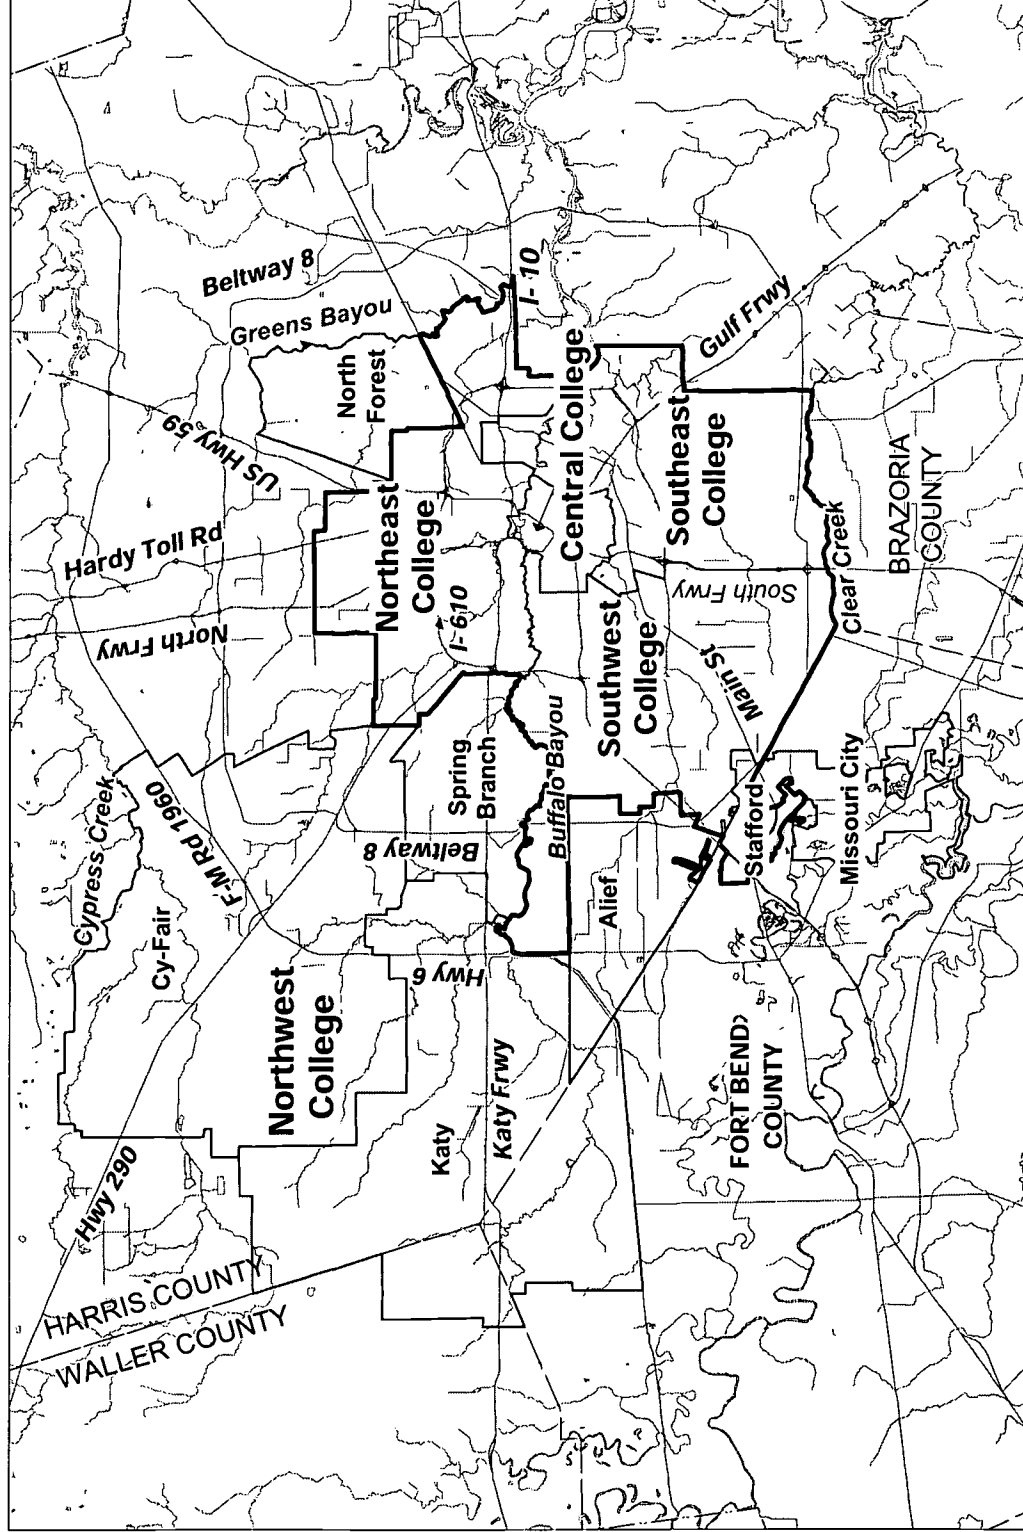 HARRIS COUNTY
WALLER COUNTY
Hwy 290
Cypress Creek
Cy-Fair
F-M Rd 1960
North Frwy
Hardy Toll Rd
US Hwy 59
Beltway 8
Greens Bayou
North
Forest
Northwest
College
Hwy 6
Beltway 8
Spring
Branch
Northeast
College
I-610
I-10
Katy
Katy Frwy
Buffalo Bayou
Alief
Southwest
College
Central College
Southeast
College
Gulf Frwy
Main St
South Frwy
Stafford
Missouri City
Clear Creek
FORT BEND
COUNTY
BRAZORIA
COUNTY